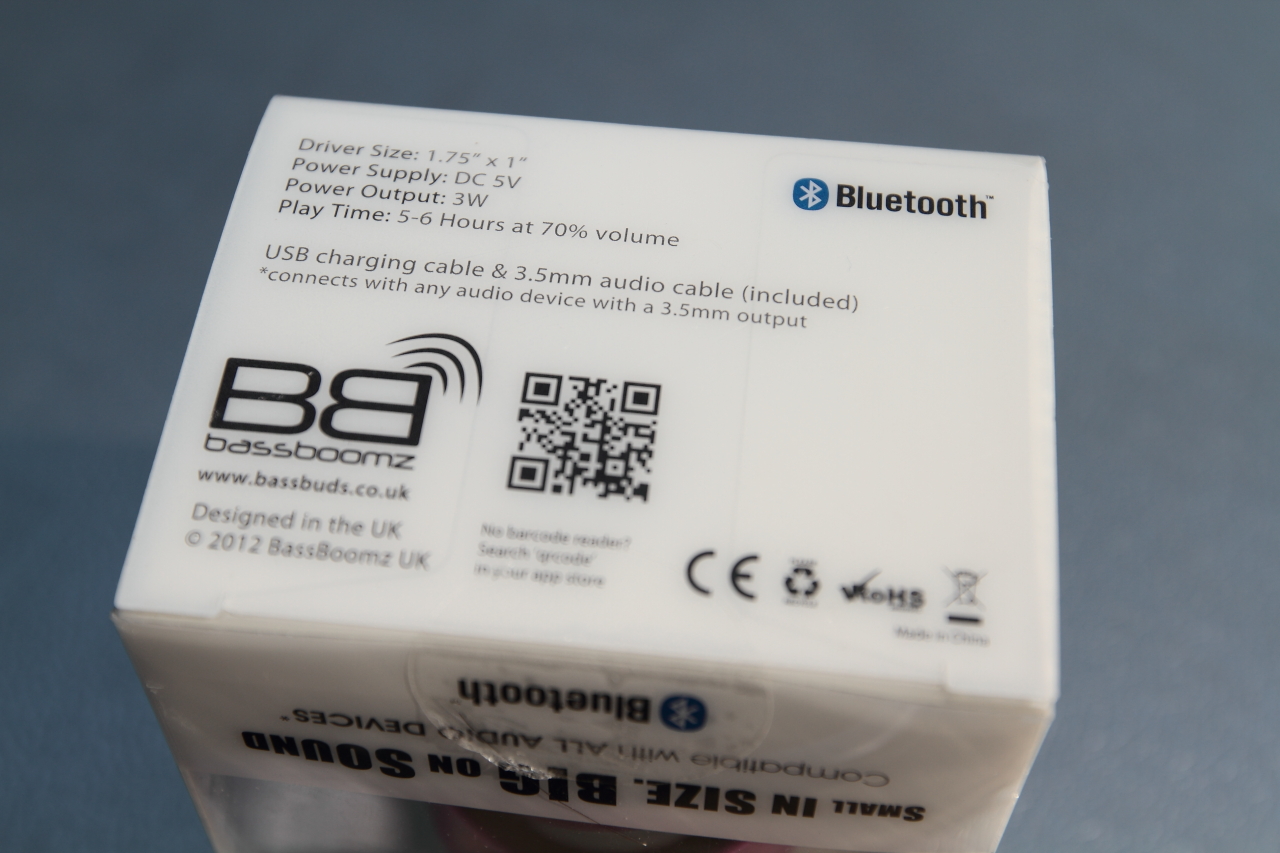 Driver Size: 1.75" x 1"
Power Supply: DC 5V
Power Output: 3W
Play Time: 5-6 Hours at 70% volume
Bluetooth™
USB charging cable & 3.5mm audio cable (included)
*connects with any audio device with a 3.5mm output
BB
bassboomz
www.bassbuds.co.uk
Designed in the UK
© 2012 BassBoomz UK
No barcode reader?
Search 'qrcode'
in your app store
CE
RoHS
Made in China
SMALL IN SIZE. BIG ON SOUND
Compatible with ALL AUDIO DEVICES*
Bluetooth